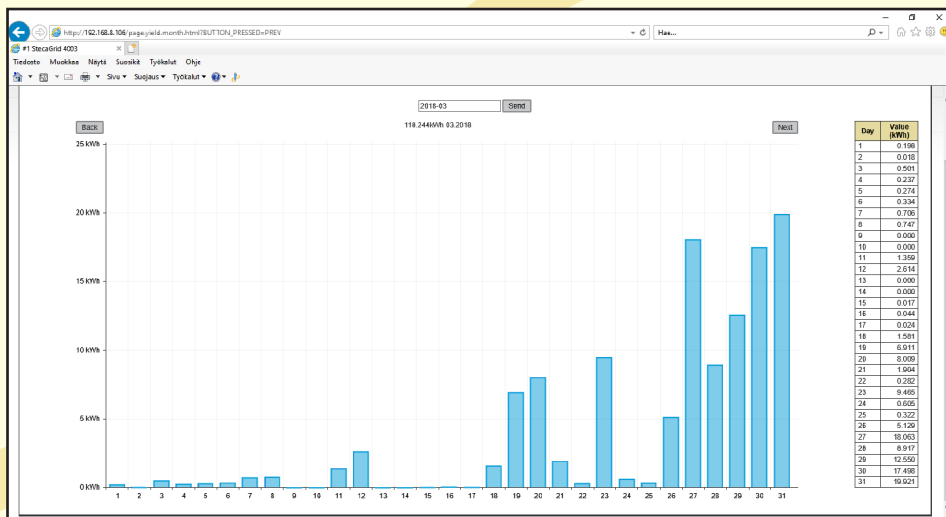 http://192.168.8.106/page.yield.month.html?BUTTON_PRESSED=PREV
Hae...
#1 StecaGrid 4003
Tiedosto Muokkaa Näytä Suosikit Työkalut Ohje
Sivu Suojaus Työkalut
2018-03 Send
Back
118.244kWh 03.2018
Next
25 kWh
20 kWh
15 kWh
10 kWh
5 kWh
0 kWh
1 2 3 4 5 6 7 8 9 10 11 12 13 14 15 16 17 18 19 20 21 22 23 24 25 26 27 28 29 30 31
Day Value (kWh)
1 0.198
2 0.018
3 0.501
4 0.237
5 0.274
6 0.334
7 0.706
8 0.747
9 0.000
10 0.000
11 1.359
12 2.614
13 0.000
14 0.000
15 0.017
16 0.044
17 0.024
18 1.581
19 6.911
20 8.009
21 1.904
22 0.282
23 9.465
24 0.605
25 0.322
26 5.129
27 18.063
28 8.917
29 12.550
30 17.498
31 19.921